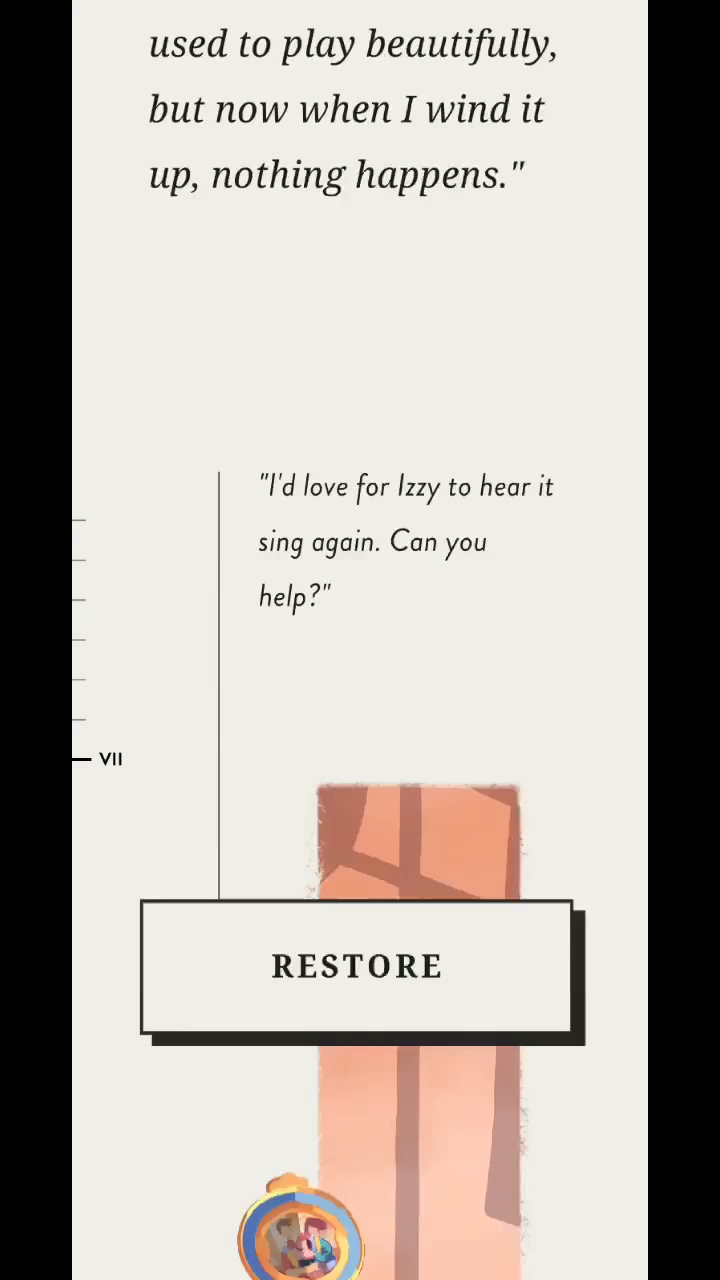 used to play beautifully,
but now when I wind it
up, nothing happens."
"I'd love for Izzy to hear it
sing again. Can you
help?"
VII
RESTORE